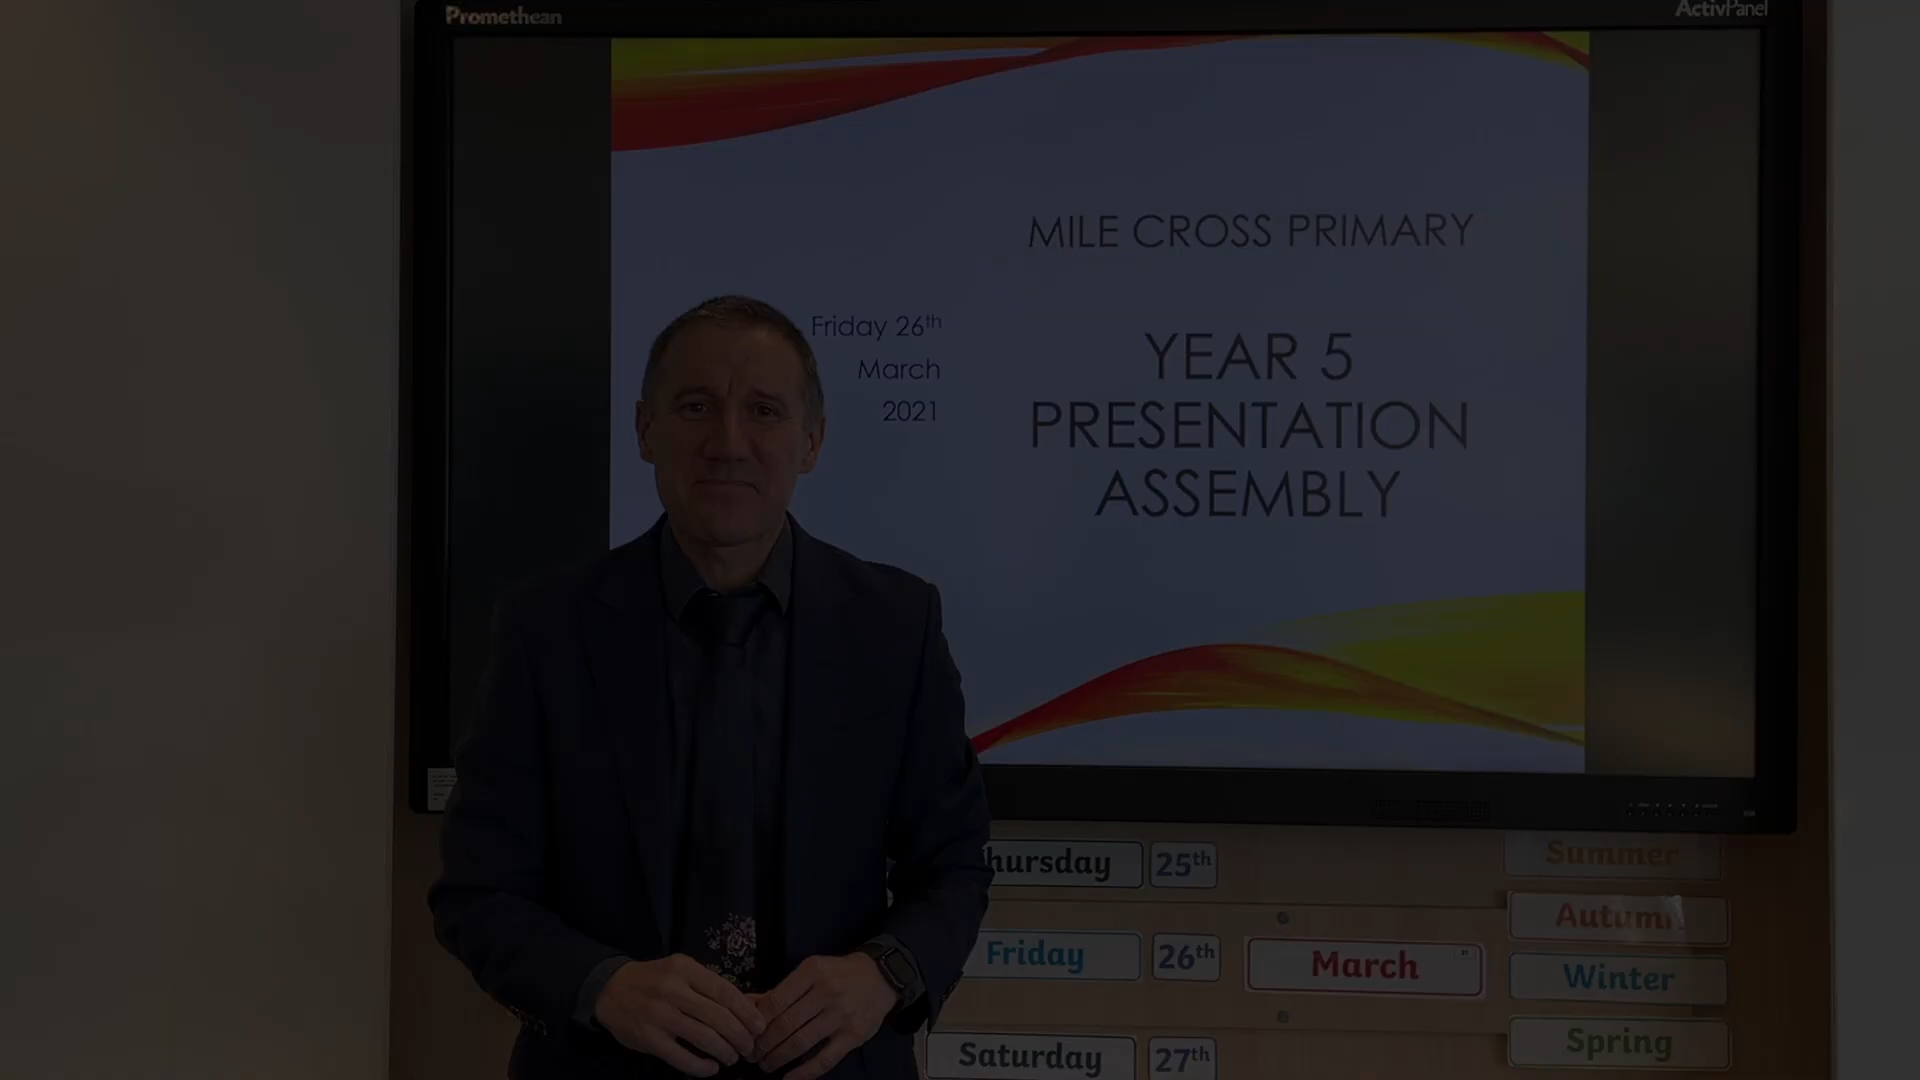 Promethean
ActivPanel
MILE CROSS PRIMARY
Friday 26th
March
2021
YEAR 5
PRESENTATION
ASSEMBLY
hursday 25th
Friday 26th
March
Saturday 27th
Summer
Autumn
Winter
Spring